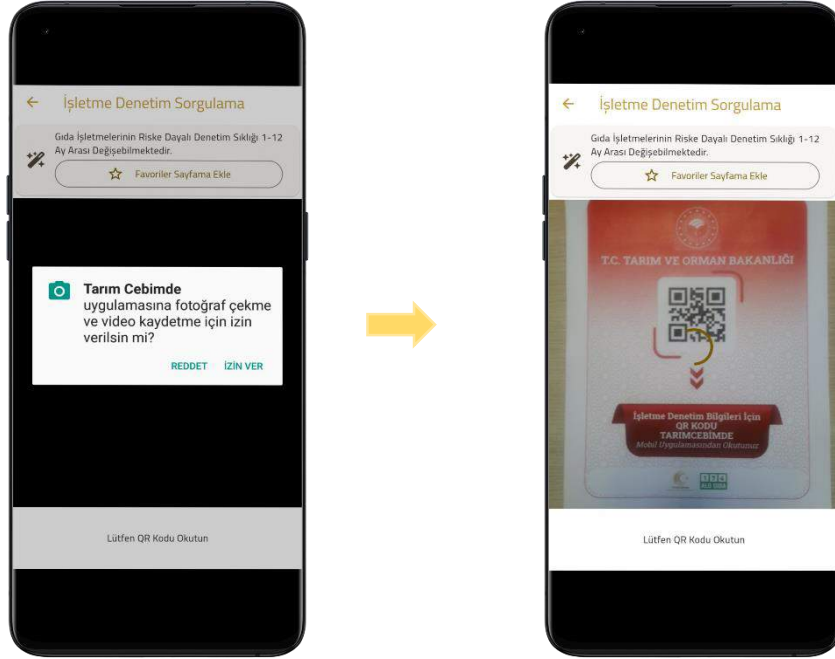 İşletme Denetim Sorgulama
Gıda İşletmelerinin Riske Dayalı Denetim Sıklığı 1-12
Ay Arası Değişebilmektedir.
Favoriler Sayfama Ekle
Tarım Cebimde
uygulamasına fotoğraf çekme
ve video kaydetme için izin
verilsin mi?
REDDET İZİN VER
Lütfen QR Kodu Okutun
İşletme Denetim Sorgulama
Gıda İşletmelerinin Riske Dayalı Denetim Sıklığı 1-12
Ay Arası Değişebilmektedir.
Favoriler Sayfama Ekle
T.C. TARIM VE ORMAN BAKANLIĞI
İşletme Denetim Bilgileri İçin
QR KODU
TARIMCEBİMDE
Mobil Uygulamasından Okutunuz
174
ALO GIDA
Lütfen QR Kodu Okutun